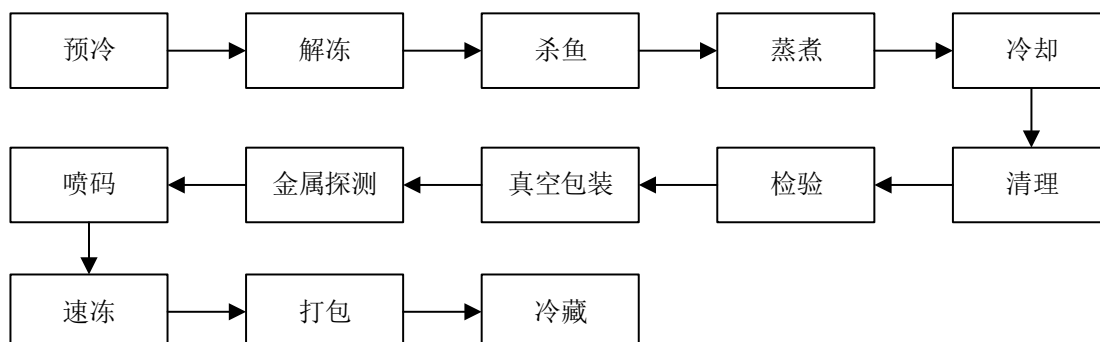 预冷
解冻
杀鱼
蒸煮
冷却
清理
检验
真空包装
金属探测
喷码
速冻
打包
冷藏